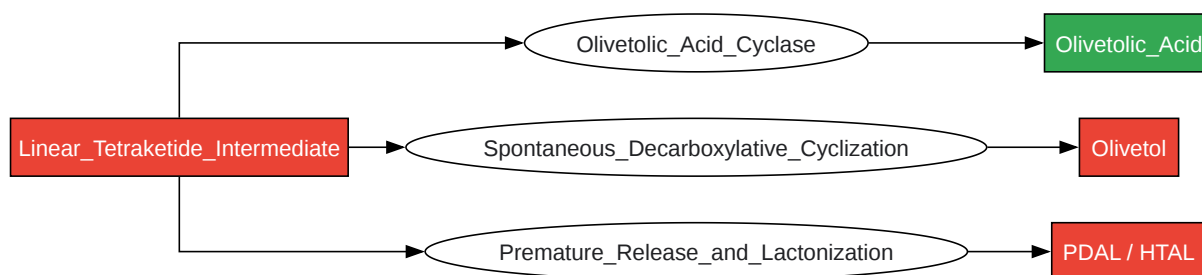 Olivetolic_Acid_Cyclase
Olivetolic_Acid
Linear_Tetraketide_Intermediate
Spontaneous_Decarboxylative_Cyclization
Olivetol
Premature_Release_and_Lactonization
PDAL / HTAL